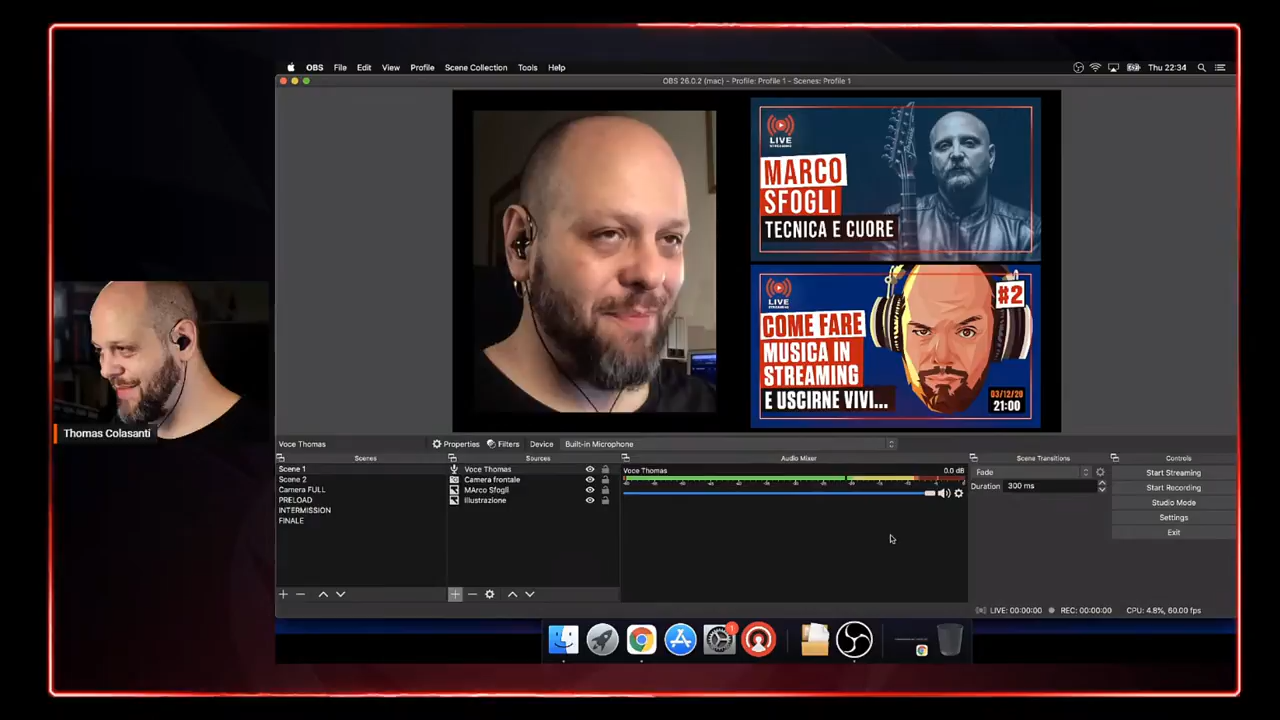 OBS File Edit View Profile Scene Collection Tools Help
Thu 22:34
OBS 26.0.2 (mac) - Profile: Profile 1 - Scenes: Profile 1
LIVE
STREAMING
MARCO
SFOGLI
TECNICA E CUORE
LIVE
STREAMING
#2
COME FARE
MUSICA IN
STREAMING
E USCIRNE VIVI...
03/12/20
21:00
Thomas Colasanti
Voce Thomas Properties Filters Device Built-in Microphone
Scenes Sources Audio Mixer Scene Transitions Controls
Scene 1
Scene 2
Camera FULL
PRELOAD
INTERMISSION
FINALE
Voce Thomas
Camera frontale
MArco Sfogli
Illustrazione
Voce Thomas 0.0 dB
Fade
Duration 300 ms
Start Streaming
Start Recording
Studio Mode
Settings
Exit
LIVE: 00:00:00 REC: 00:00:00 CPU: 4.8%, 60.00 fps
1